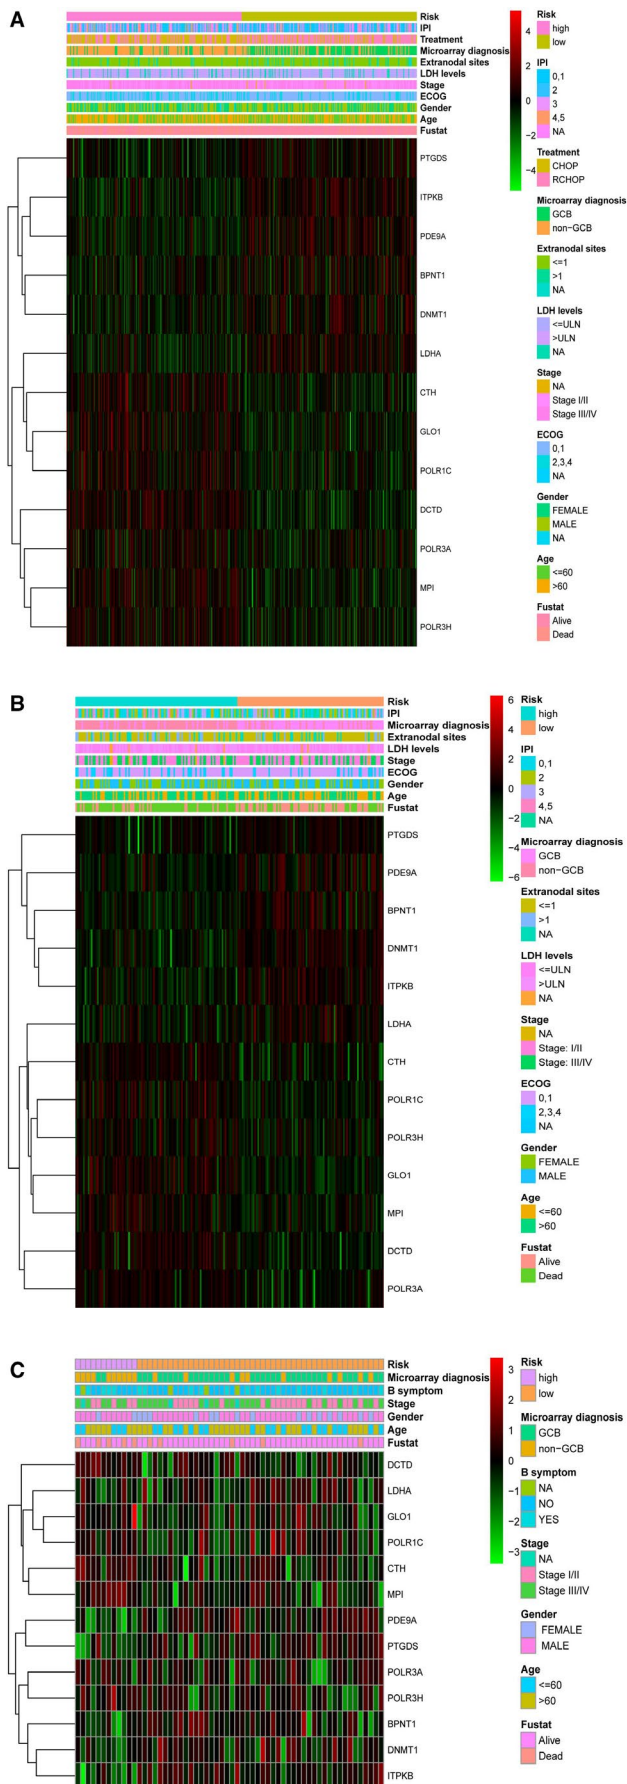 A
Risk
IPI
Treatment
Microarray diagnosis
Extranodal sites
LDH levels
Stage
ECOG
Gender
Age
Fustat
PTGDS
ITPKB
PDE9A
BPNT1
DNMT1
LDHA
CTH
GLO1
POLR1C
DCTD
POLR3A
MPI
POLR3H
4
2
0
−2
−4
Risk
high
low
IPI
0,1
2
3
4,5
NA
Treatment
CHOP
RCHOP
Microarray diagnosis
GCB
non-GCB
Extranodal sites
<=1
>1
NA
LDH levels
<=ULN
>ULN
NA
Stage
NA
Stage I/II
Stage III/IV
ECOG
0,1
2,3,4
NA
Gender
FEMALE
MALE
NA
Age
<=60
>60
Fustat
Alive
Dead
B
Risk
IPI
Microarray diagnosis
Extranodal sites
LDH levels
Stage
ECOG
Gender
Age
Fustat
PTGDS
PDE9A
BPNT1
DNMT1
ITPKB
LDHA
CTH
POLR1C
POLR3H
GLO1
MPI
DCTD
POLR3A
6
4
2
0
−2
−4
−6
Risk
high
low
IPI
0,1
2
3
4,5
NA
Microarray diagnosis
GCB
non-GCB
Extranodal sites
<=1
>1
NA
LDH levels
<=ULN
>ULN
NA
Stage
NA
Stage: I/II
Stage: III/IV
ECOG
0,1
2,3,4
NA
Gender
FEMALE
MALE
Age
<=60
>60
Fustat
Alive
Dead
C
Risk
Microarray diagnosis
B symptom
Stage
Gender
Age
Fustat
DCTD
LDHA
GLO1
POLR1C
CTH
MPI
PDE9A
PTGDS
POLR3A
POLR3H
BPNT1
DNMT1
ITPKB
3
2
1
0
−1
−2
−3
Risk
high
low
Microarray diagnosis
GCB
non-GCB
B symptom
NA
NO
YES
Stage
NA
Stage I/II
Stage III/IV
Gender
FEMALE
MALE
Age
<=60
>60
Fustat
Alive
Dead